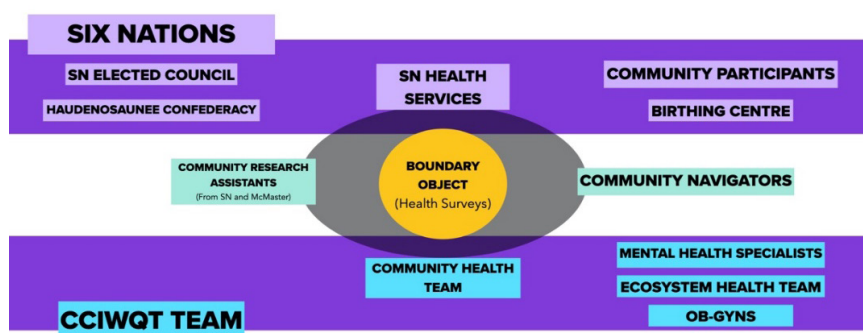 SIX NATIONS
SN ELECTED COUNCIL
HAUDENOSAUNEE CONFEDERACY
SN HEALTH
SERVICES
COMMUNITY PARTICIPANTS
BIRTHING CENTRE
COMMUNITY RESEARCH
ASSISTANTS
(From SN and McMaster)
BOUNDARY
OBJECT
(Health Surveys)
COMMUNITY NAVIGATORS
COMMUNITY HEALTH
TEAM
MENTAL HEALTH SPECIALISTS
ECOSYSTEM HEALTH TEAM
OB-GYNS
CCIWQT TEAM